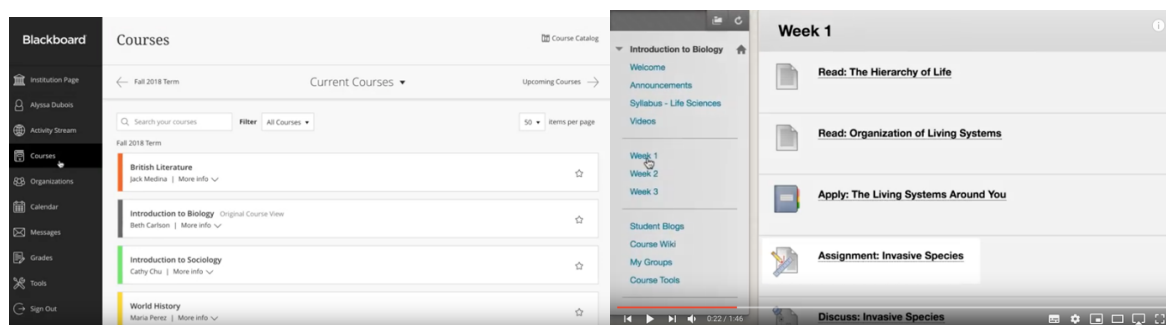 Blackboard
Institution Page
Alyssa Dubois
Activity Stream
Courses
Organizations
Calendar
Messages
Grades
Tools
Sign Out
Courses
Course Catalog
Fall 2018 Term
Current Courses
Upcoming Courses
Search your courses
Filter All Courses
50 items per page
Fall 2018 Term
British Literature
Jack Medina | More info
Introduction to Biology Original Course View
Beth Carlson | More info
Introduction to Sociology
Cathy Chu | More info
World History
Maria Perez | More info
Introduction to Biology
Welcome
Announcements
Syllabus - Life Sciences
Videos
Week 1
Week 2
Week 3
Student Blogs
Course Wiki
My Groups
Course Tools
0:22 / 1:46
Week 1
Read: The Hierarchy of Life
Read: Organization of Living Systems
Apply: The Living Systems Around You
Assignment: Invasive Species
Discuss: Invasive Species